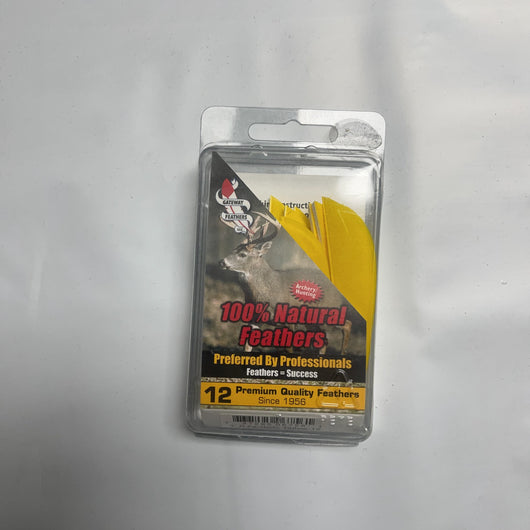 GATEWAY
FEATHERS
Archery/
Hunting
100% Natural
Feathers
Preferred By Professionals
Feathers = Success
12 Premium Quality Feathers
Since 1956